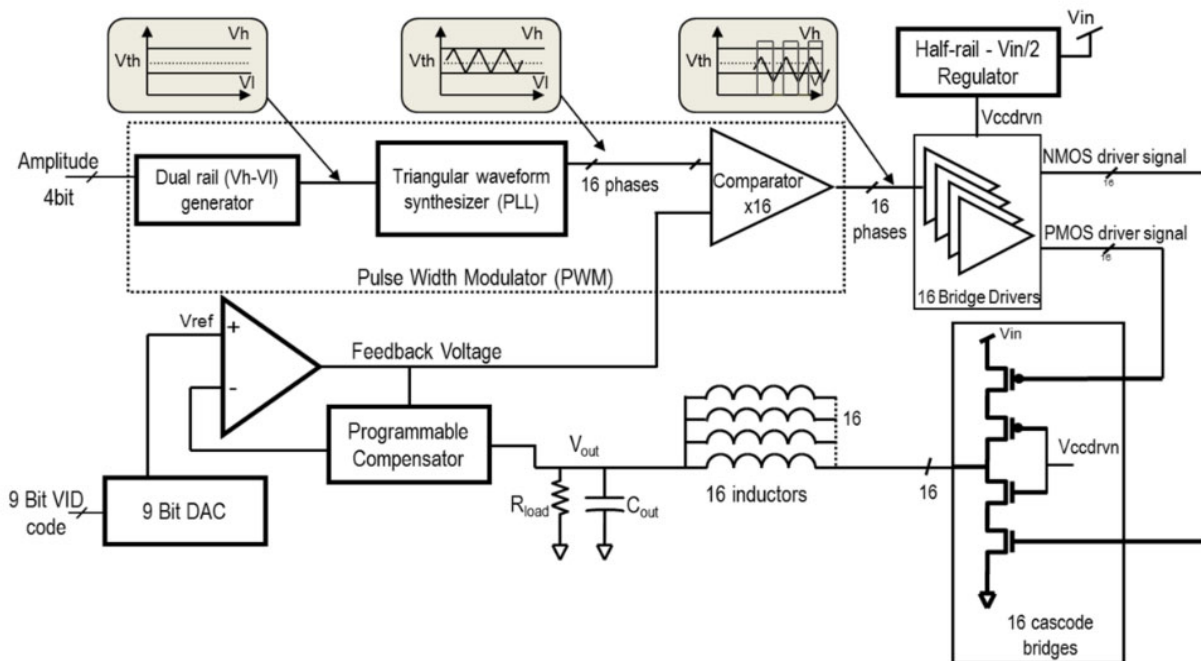 Vh
Vth
Vl
Vh
Vth
Vl
Vh
Vth
V
Vin
Half-rail - Vin/2
Regulator
Vccdrvn
Amplitude
4bit
Dual rail (Vh-Vl)
generator
Triangular waveform
synthesizer (PLL)
16 phases
Comparator
x16
16
phases
NMOS driver signal
16
PMOS driver signal
16
16 Bridge Drivers
Pulse Width Modulator (PWM)
Vref
+
-
Feedback Voltage
Programmable
Compensator
9 Bit VID
code
9 Bit DAC
Vout
Rload
Cout
16
16 inductors
16
Vin
Vccdrvn
16 cascode
bridges